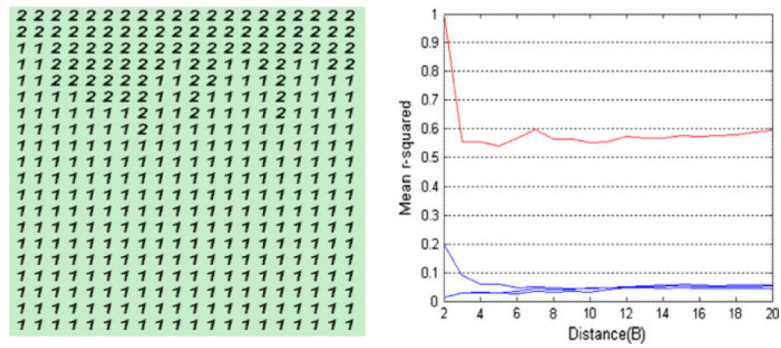 2 2 2 2 2 2 2 2 2 2 2 2 2 2 2 2 2 2 2 2
2 2 2 2 2 2 2 2 2 2 2 2 2 2 2 2 2 2 2 2
1 1 2 2 2 2 2 2 2 2 2 2 2 2 2 2 2 2 2 2
1 1 2 2 2 2 2 2 2 1 2 2 1 1 2 2 1 1 2 2
1 1 2 2 2 2 2 2 1 1 2 2 1 1 1 2 1 1 1 1
1 1 1 1 2 2 2 2 1 1 2 1 1 1 1 2 1 1 1 1
1 1 1 1 1 1 1 2 1 1 2 1 1 1 1 2 1 1 1 1
1 1 1 1 1 1 1 2 1 1 1 1 1 1 1 1 1 1 1 1
1 1 1 1 1 1 1 1 1 1 1 1 1 1 1 1 1 1 1 1
1 1 1 1 1 1 1 1 1 1 1 1 1 1 1 1 1 1 1 1
1 1 1 1 1 1 1 1 1 1 1 1 1 1 1 1 1 1 1 1
1 1 1 1 1 1 1 1 1 1 1 1 1 1 1 1 1 1 1 1
1 1 1 1 1 1 1 1 1 1 1 1 1 1 1 1 1 1 1 1
1 1 1 1 1 1 1 1 1 1 1 1 1 1 1 1 1 1 1 1
1 1 1 1 1 1 1 1 1 1 1 1 1 1 1 1 1 1 1 1
1 1 1 1 1 1 1 1 1 1 1 1 1 1 1 1 1 1 1 1
1 1 1 1 1 1 1 1 1 1 1 1 1 1 1 1 1 1 1 1
1 1 1 1 1 1 1 1 1 1 1 1 1 1 1 1 1 1 1 1
1 1 1 1 1 1 1 1 1 1 1 1 1 1 1 1 1 1 1 1
1 1 1 1 1 1 1 1 1 1 1 1 1 1 1 1 1 1 1 1
Mean r-squared
1
0.9
0.8
0.7
0.6
0.5
0.4
0.3
0.2
0.1
0
2 4 6 8 10 12 14 16 18 20
Distance(B)